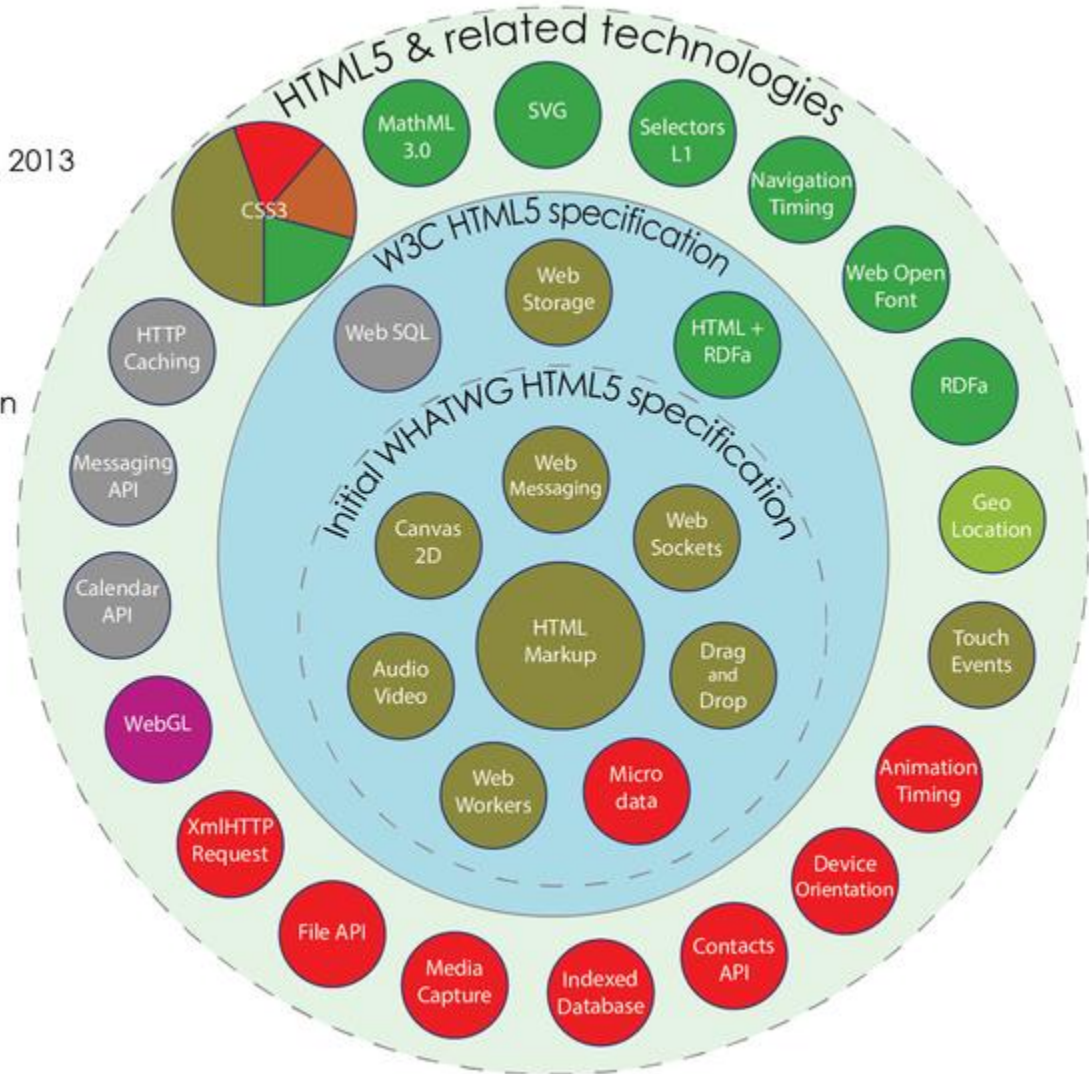 HTML5 & related technologies
2013
MathML
3.0
SVG
Selectors
L1
Navigation
Timing
CSS3
W3C HTML5 specification
Web
Storage
Web Open
Font
Web SQL
HTML +
RDFa
HTTP
Caching
RDFa
n
Initial WHATWG HTML5 specification
Messaging
API
Web
Messaging
Canvas
2D
Web
Sockets
Geo
Location
Calendar
API
HTML
Markup
Touch
Events
Audio
Video
Drag
and
Drop
WebGL
Web
Workers
Micro
data
Animation
Timing
XmlHTTP
Request
Device
Orientation
File API
Media
Capture
Indexed
Database
Contacts
API